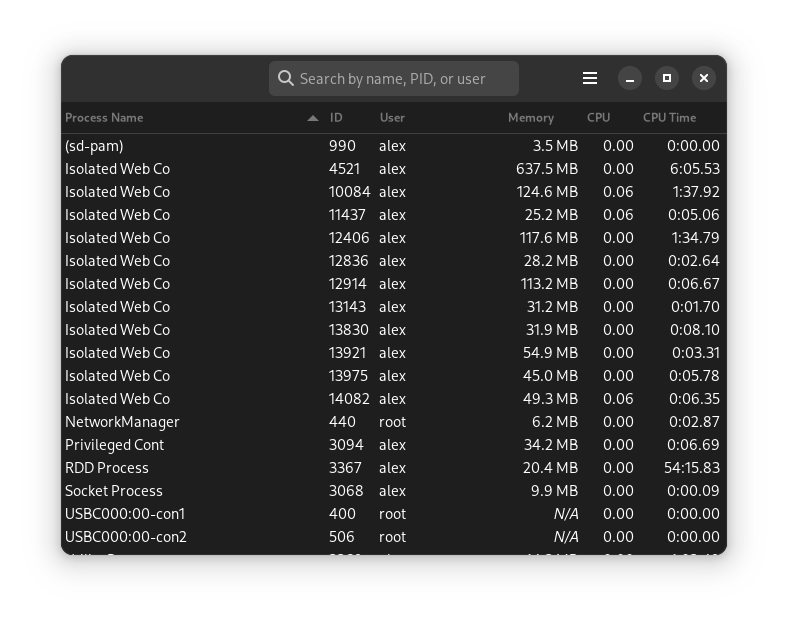 Search by name, PID, or user
Process Name ID User Memory CPU CPU Time
(sd-pam) 990 alex 3.5 MB 0.00 0:00.00
Isolated Web Co 4521 alex 637.5 MB 0.00 6:05.53
Isolated Web Co 10084 alex 124.6 MB 0.06 1:37.92
Isolated Web Co 11437 alex 25.2 MB 0.06 0:05.06
Isolated Web Co 12406 alex 117.6 MB 0.00 1:34.79
Isolated Web Co 12836 alex 28.2 MB 0.00 0:02.64
Isolated Web Co 12914 alex 113.2 MB 0.00 0:06.67
Isolated Web Co 13143 alex 31.2 MB 0.00 0:01.70
Isolated Web Co 13830 alex 31.9 MB 0.00 0:08.10
Isolated Web Co 13921 alex 54.9 MB 0.00 0:03.31
Isolated Web Co 13975 alex 45.0 MB 0.00 0:05.78
Isolated Web Co 14082 alex 49.3 MB 0.06 0:06.35
NetworkManager 440 root 6.2 MB 0.00 0:02.87
Privileged Cont 3094 alex 34.2 MB 0.00 0:06.69
RDD Process 3367 alex 20.4 MB 0.00 54:15.83
Socket Process 3068 alex 9.9 MB 0.00 0:00.09
USBC000:00-con1 400 root N/A 0.00 0:00.00
USBC000:00-con2 506 root N/A 0.00 0:00.00